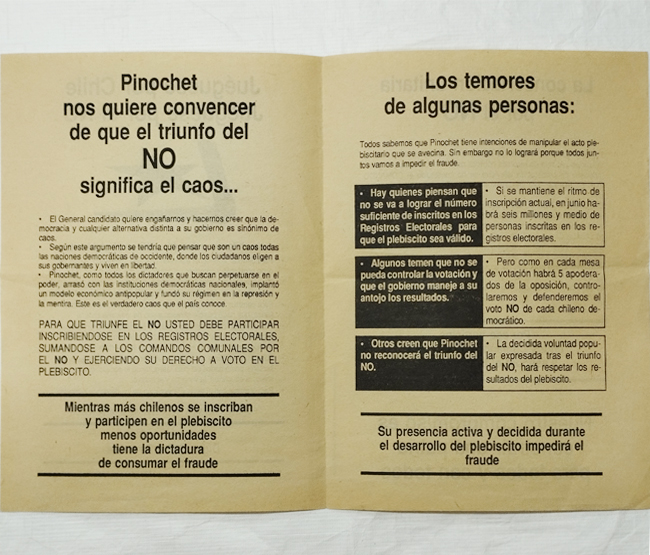 Pinochet
nos quiere convencer
de que el triunfo del
NO
significa el caos...
• El General candidato quiere engañarnos y hacernos creer que la de-
mocracia y cualquier alternativa distinta a su gobierno es sinónimo de
caos.
• Según este argumento se tendría que pensar que son un caos todas
las naciones democráticas de occidente, donde los ciudadanos eligen a
sus gobernantes y viven en libertad.
• Pinochet, como todos los dictadores que buscan perpetuarse en el
poder, arrasó con las instituciones democráticas nacionales, implantó
un modelo económico antipopular y fundó su régimen en la represión y
la mentira. Este es el verdadero caos que el país conoce.
PARA QUE TRIUNFE EL NO USTED DEBE PARTICIPAR
INSCRIBIENDOSE EN LOS REGISTROS ELECTORALES,
SUMANDOSE A LOS COMANDOS COMUNALES POR
EL NO Y EJERCIENDO SU DERECHO A VOTO EN EL
PLEBISCITO.
Mientras más chilenos se inscriban
y participen en el plebiscito
menos oportunidades
tiene la dictadura
de consumar el fraude
Los temores
de algunas personas:
Todos sabemos que Pinochet tiene intenciones de manipular el acto ple-
biscitario que se avecina. Sin embargo no lo logrará porque todos jun-
tos vamos a impedir el fraude.
• Hay quienes piensan que
no se va a lograr el número
suficiente de inscritos en los
Registros Electorales para
que el plebiscito sea válido.
• Si se mantiene el ritmo de
inscripción actual, en junio ha-
brá seis millones y medio de
personas inscritas en los re-
gistros electorales.
• Algunos temen que no se
pueda controlar la votación y
que el gobierno maneje a su
antojo los resultados.
• Pero como en cada mesa
de votación habrá 5 apodera-
dos de la oposición, contro-
laremos y defenderemos el
voto NO de cada chileno de-
mocrático.
• Otros creen que Pinochet
no reconocerá el triunfo del
NO.
• La decidida voluntad popu-
lar expresada tras el triunfo
del NO, hará respetar los re-
sultados del plebiscito.
Su presencia activa y decidida durante
el desarrollo del plebiscito impedirá el
fraude